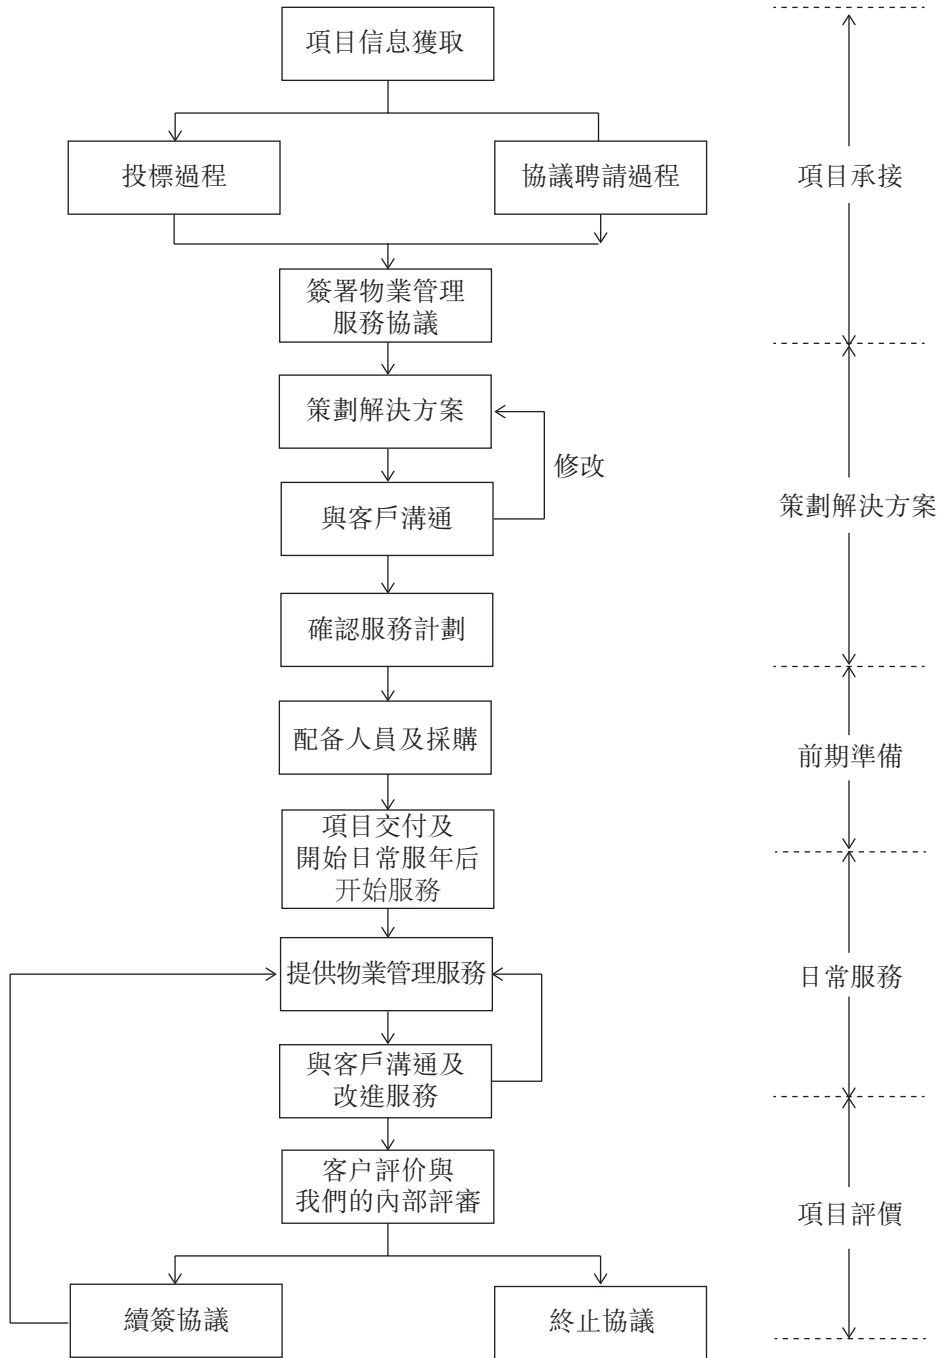 項目信息獲取
投標過程
協議聘請過程
項目承接
簽署物業管理
服務協議
策劃解決方案
修改
與客戶溝通
策劃解決方案
確認服務計劃
配备人員及採購
前期準備
項目交付及
開始日常服年后
开始服務
提供物業管理服務
日常服務
與客戶溝通及
改進服務
客户評价與
我們的內部評審
項目評價
續簽協議
終止協議